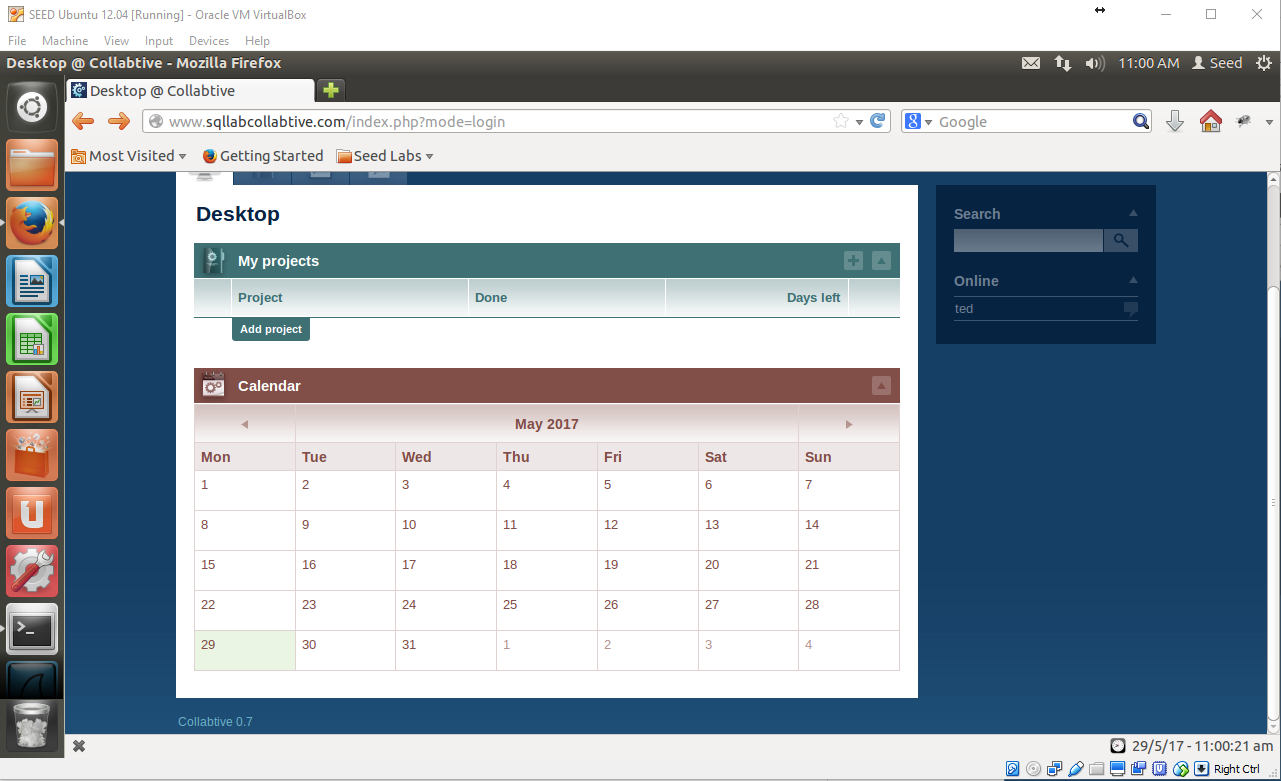 SEED Ubuntu 12.04 [Running] - Oracle VM VirtualBox
File Machine View Input Devices Help
Desktop @ Collabtive - Mozilla Firefox 11:00 AM Seed
Desktop @ Collabtive
www.sqllabcollabtive.com/index.php?mode=login Google
Most Visited Getting Started Seed Labs
Desktop
My projects
Project Done Days left
Add project
Calendar
May 2017
Mon Tue Wed Thu Fri Sat Sun
1 2 3 4 5 6 7
8 9 10 11 12 13 14
15 16 17 18 19 20 21
22 23 24 25 26 27 28
29 30 31 1 2 3 4
Search
Online
ted
Collabtive 0.7
29/5/17 - 11:00:21 am
Right Ctrl